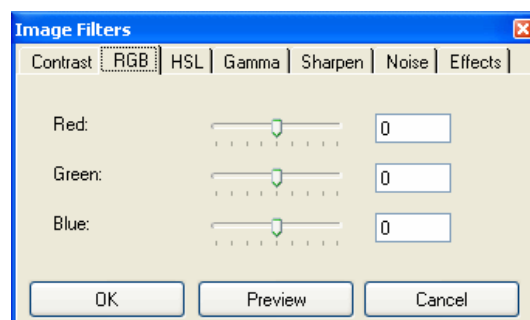 Image Filters
Contrast RGB HSL Gamma Sharpen Noise Effects
Red: 0
Green: 0
Blue: 0
OK Preview Cancel